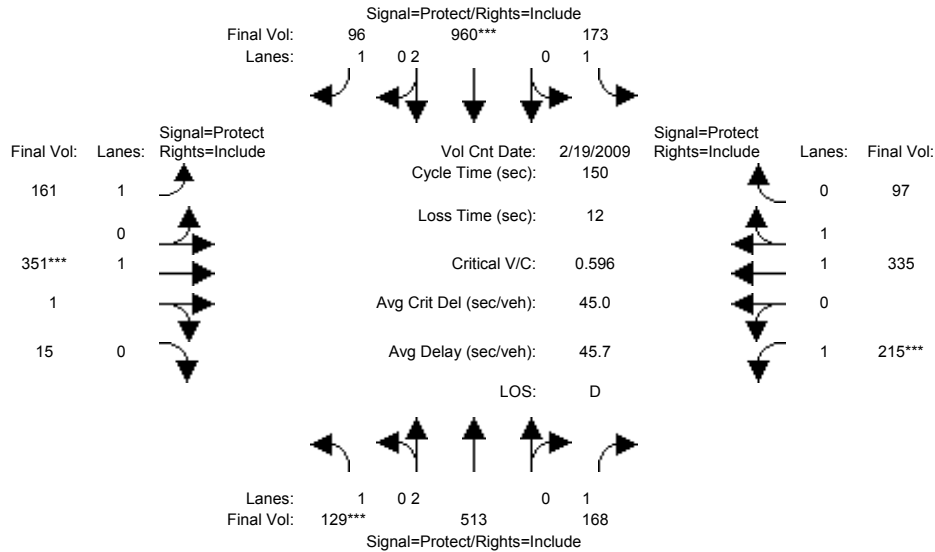 Signal=Protect/Rights=Include
Final Vol: 96 960*** 173
Lanes: 1 0 2 0 1
Signal=Protect Signal=Protect
Final Vol: Lanes: Rights=Include Vol Cnt Date: 2/19/2009 Rights=Include Lanes: Final Vol:
Cycle Time (sec): 150
161 1 0 97
Loss Time (sec): 12
0 1
351*** 1 Critical V/C: 0.596 1 335
1 Avg Crit Del (sec/veh): 45.0 0
15 0 Avg Delay (sec/veh): 45.7 1 215***
LOS: D
Lanes: 1 0 2 0 1
Final Vol: 129*** 513 168
Signal=Protect/Rights=Include